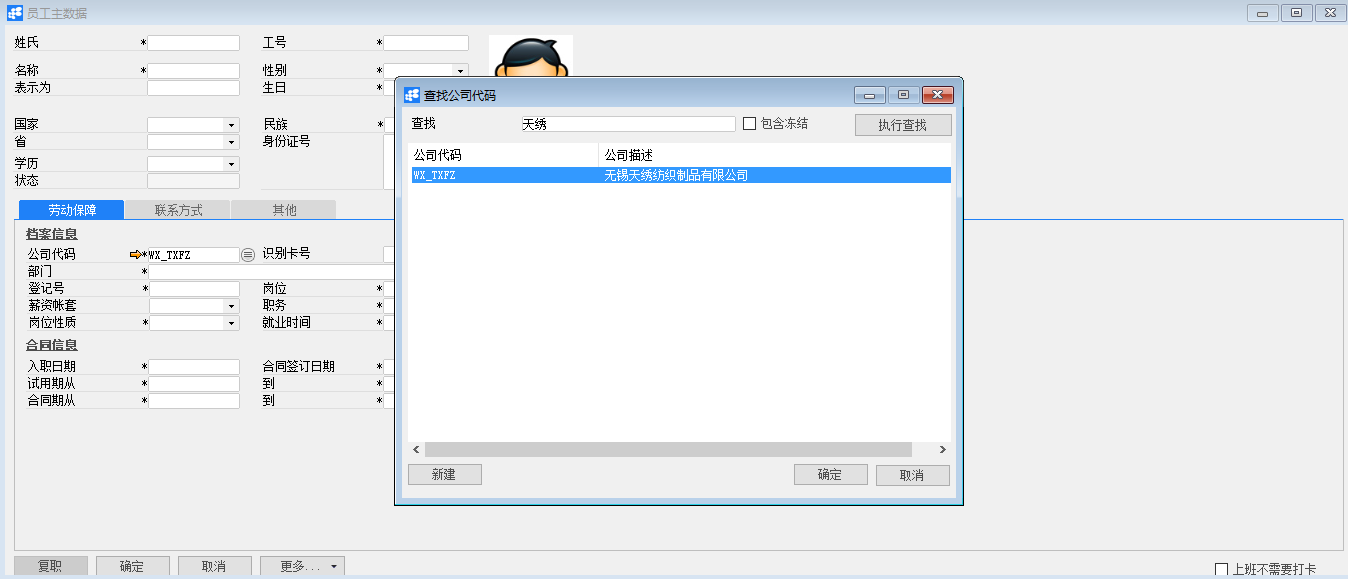 员工主数据
姓氏 * 工号 *
名称 * 性别 *
表示为 生日 *
国家 民族 *
省 身份证号
学历
状态
劳动保障 联系方式 其他
档案信息
公司代码 *WX_TXFZ 识别卡号
部门 *
登记号 * 岗位 *
薪资帐套 职务 *
岗位性质 * 就业时间 *
合同信息
入职日期 * 合同签订日期 *
试用期从 * 到 *
合同期从 * 到 *
复职 确定 取消 更多... 上班不需要打卡
查找公司代码
查找 天绣 包含冻结 执行查找
公司代码 公司描述
WX_TXFZ 无锡天绣纺织制品有限公司
新建 确定 取消